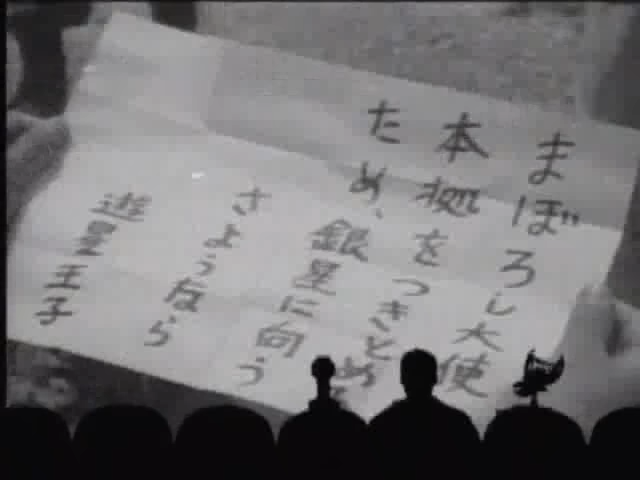 まぼろし大使
本拠をつきとめる
ため、銀星に向う
さようなら
遊星王子